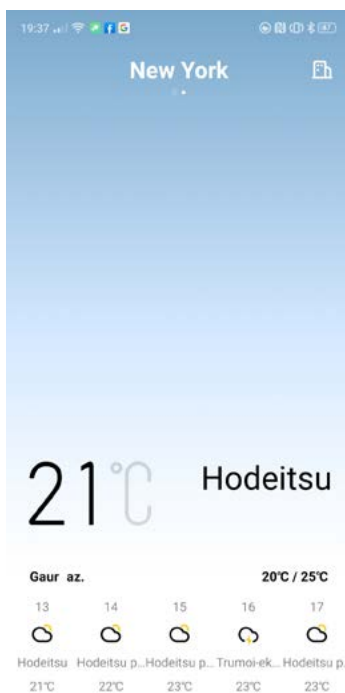 19:37
New York
21°C
Hodeitsu
Gaur az.
20°C / 25°C
13 14 15 16 17
Hodeitsu Hodeitsu p... Hodeitsu p... Trumoi-ek... Hodeitsu p.
21°C 22°C 23°C 23°C 23°C